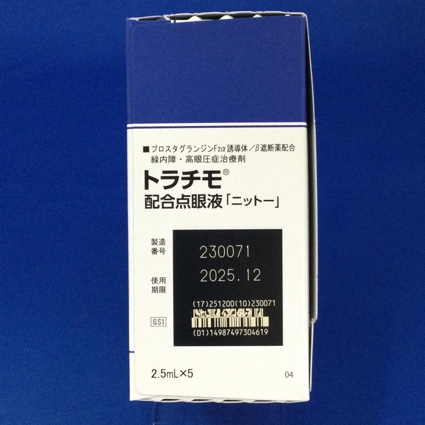 ■プロスタグランジンF2α誘導体／β遮断薬配合
緑内障・高眼圧症治療剤
トラチモ®
配合点眼液「ニットー」
製造
番号
230071
使用
期限
2025.12
(17)251200(10)230071
GS1
(01)14987497304619
2.5mL×5
04